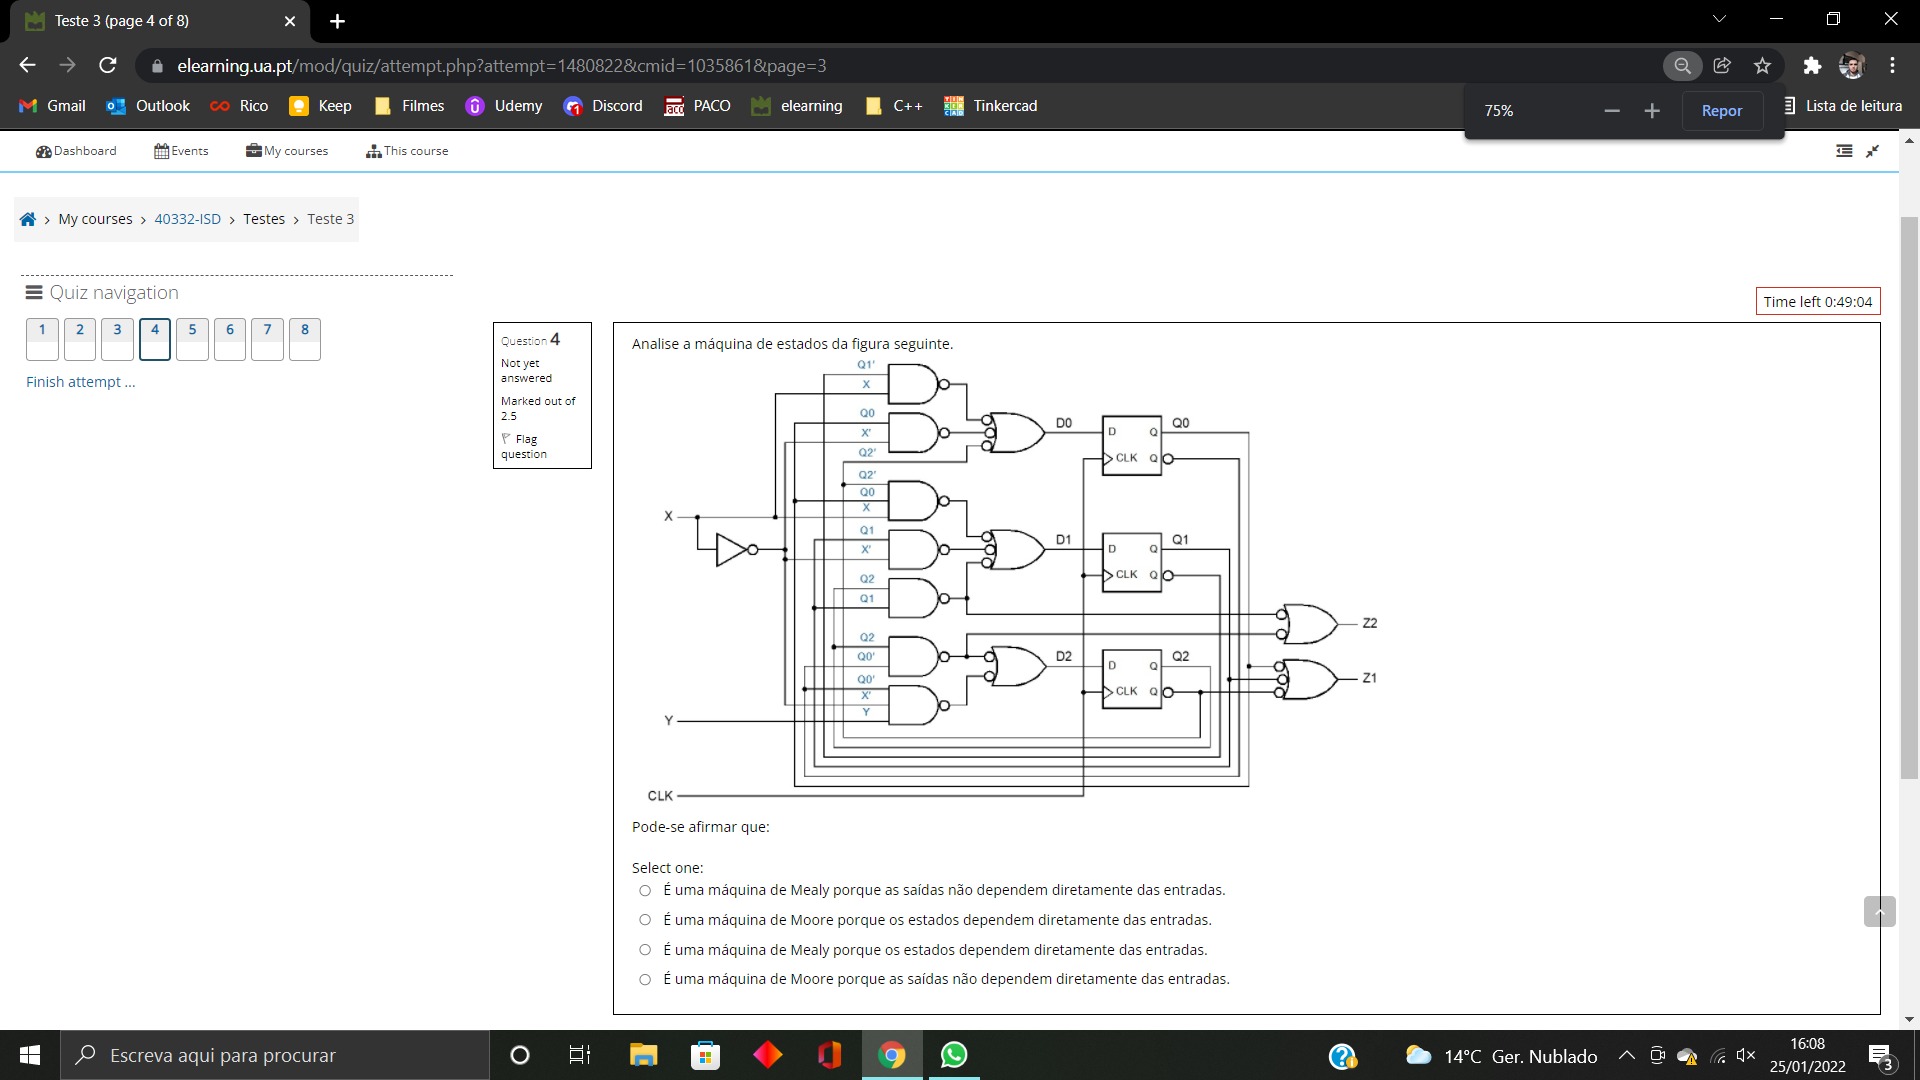 Teste 3 (page 4 of 8)
elearning.ua.pt/mod/quiz/attempt.php?attempt=1480822&cmid=1035861&page=3
Gmail Outlook Rico Keep Filmes Udemy Discord PACO elearning C++ Tinkercad Lista de leitura
75% Repor
Dashboard Events My courses This course
My courses > 40332-ISD > Testes > Teste 3
Quiz navigation
Time left 0:49:04
1 2 3 4 5 6 7 8
Finish attempt ...
Question 4
Not yet
answered
Marked out of
2.5
Flag
question
Analise a máquina de estados da figura seguinte.
Q1'
X
Q0
X'
Q2'
D0
D Q
CLK Q
Q0
Q2'
Q0
X
X
Q1
X'
Q2
Q1
D1
D Q
CLK Q
Q1
Z2
Q2
Q0'
Q0'
X'
Y
Y
D2
D Q
CLK Q
Q2
Z1
CLK
Pode-se afirmar que:
Select one:
É uma máquina de Mealy porque as saídas não dependem diretamente das entradas.
É uma máquina de Moore porque os estados dependem diretamente das entradas.
É uma máquina de Mealy porque os estados dependem diretamente das entradas.
É uma máquina de Moore porque as saídas não dependem diretamente das entradas.
Escreva aqui para procurar
14°C Ger. Nublado
16:08
25/01/2022
3